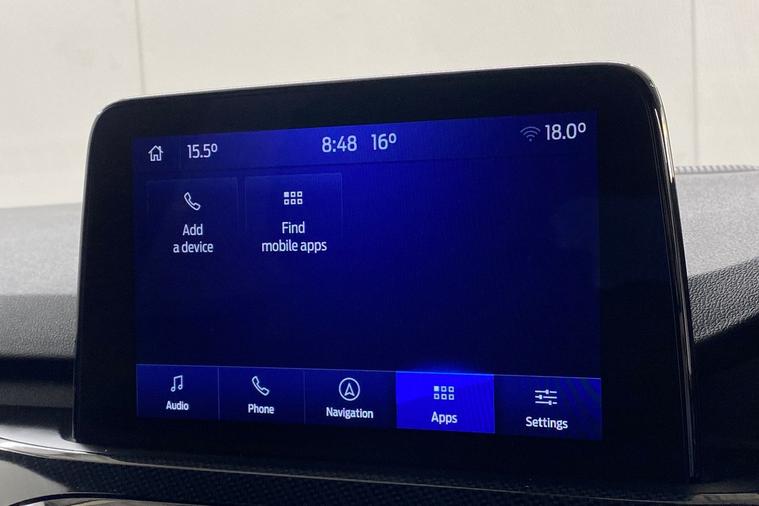 15.5° 8:48 16° 18.0°
Add
a device
Find
mobile apps
Audio Phone Navigation Apps Settings